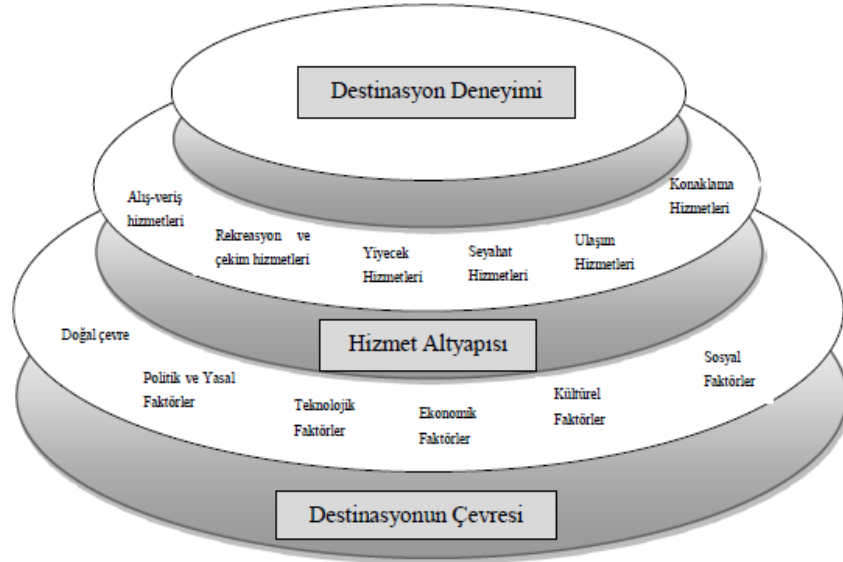 Destinasyon Deneyimi
Alış-veriş
hizmetleri
Rekreasyon ve
çekim hizmetleri
Yiyecek
Hizmetleri
Seyahat
Hizmetleri
Ulaşım
Hizmetleri
Konaklama
Hizmetleri
Hizmet Altyapısı
Doğal çevre
Politik ve Yasal
Faktörler
Teknolojik
Faktörler
Ekonomik
Faktörler
Kültürel
Faktörler
Sosyal
Faktörler
Destinasyonun Çevresi